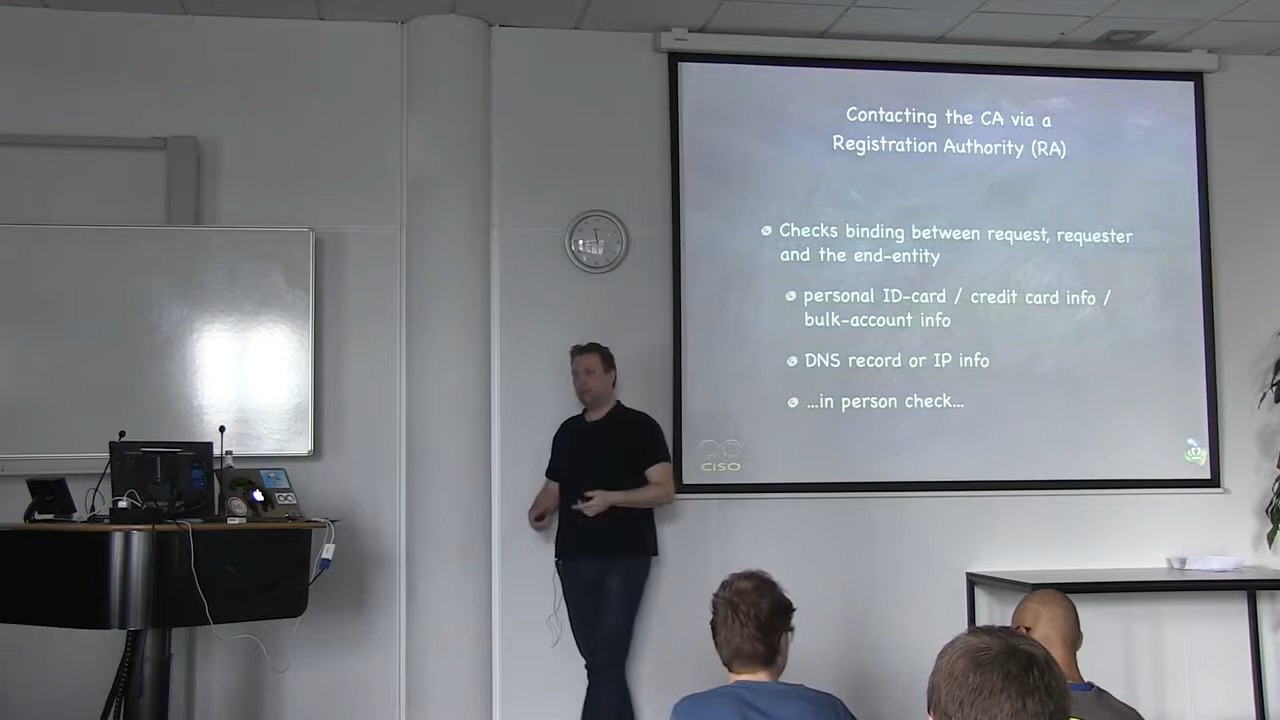 Contacting the CA via a
Registration Authority (RA)
Checks binding between request, requester
and the end-entity
personal ID-card / credit card info /
bulk-account info
DNS record or IP info
...in person check...
CISO